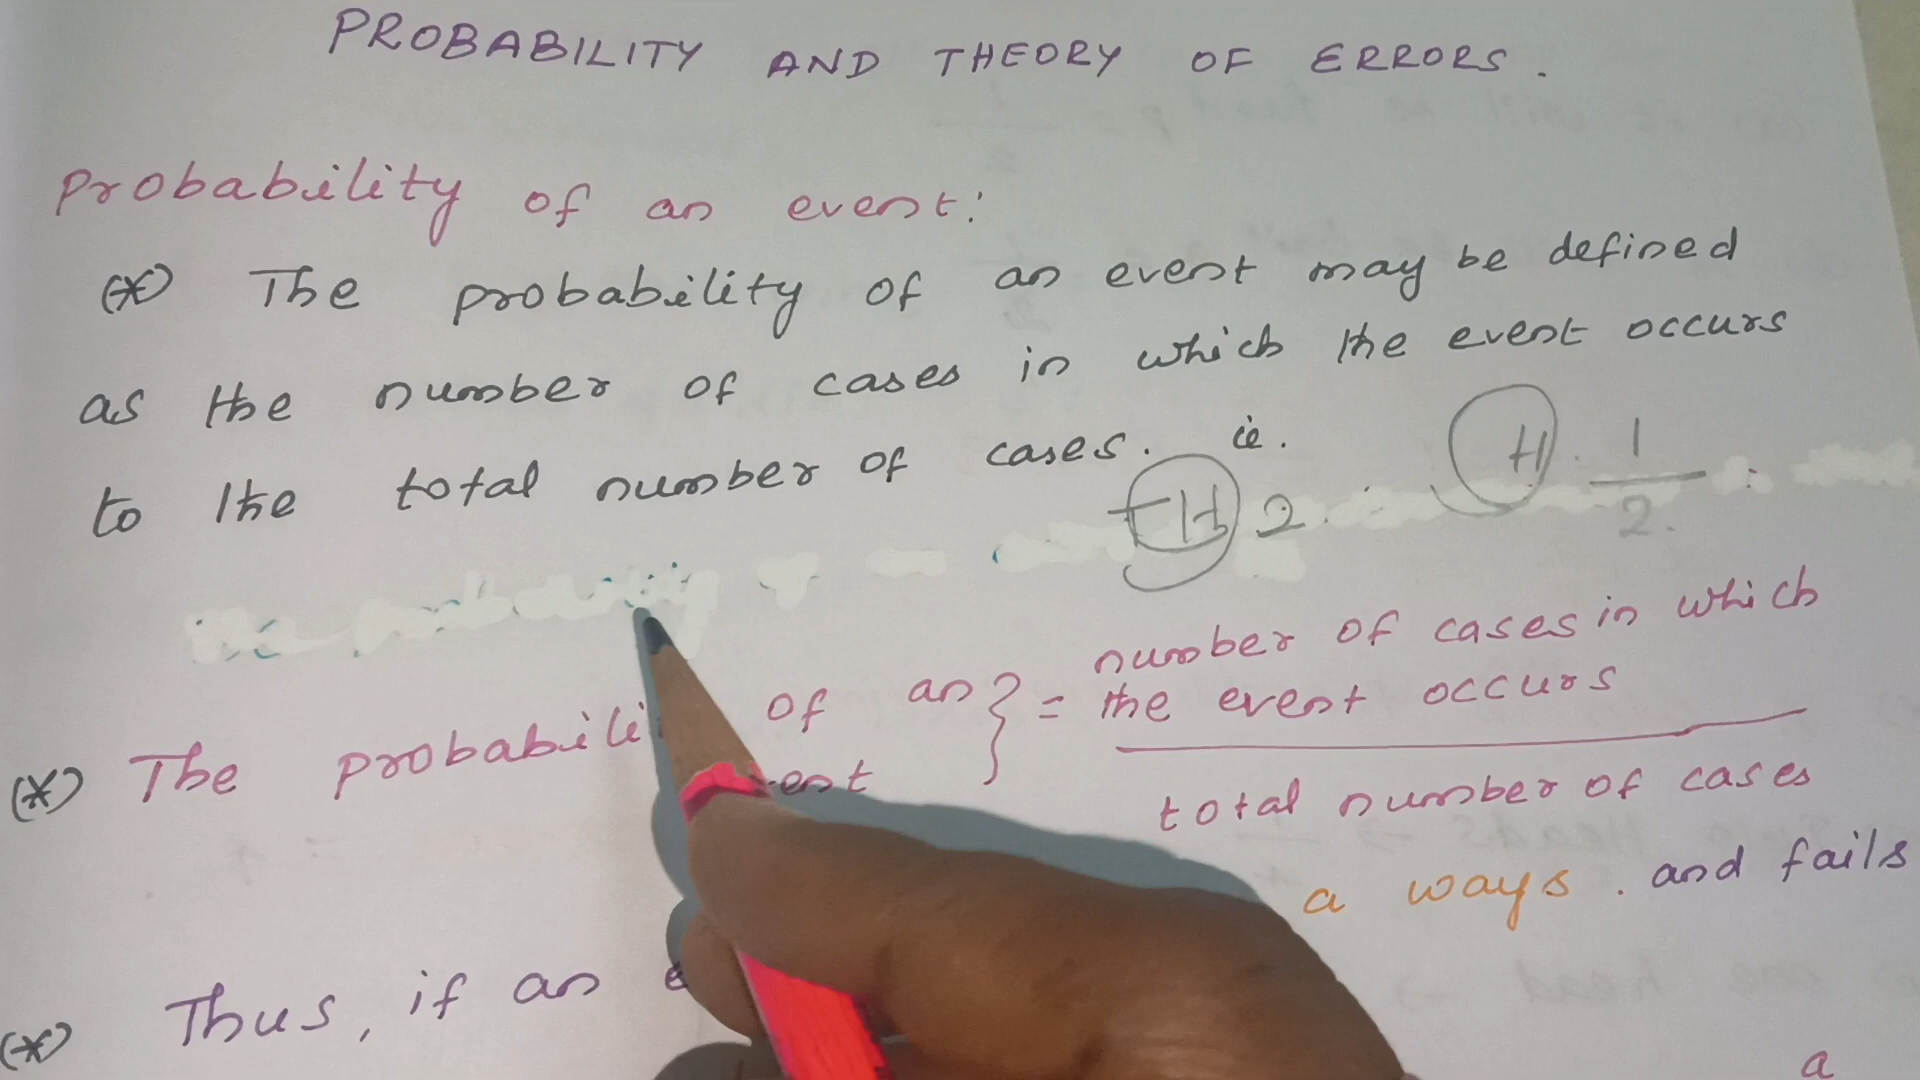 PROBABILITY AND THEORY OF ERRORS.
Probability of an event:
(*) The probability of an event may be defined
as the number of cases in which the event occurs
to the total number of cases. ie.
H 1/2.
TH 2.
(*) The probabili of an } = number of cases in which
the event occurs
total number of cases
a ways. and fails
(*) Thus, if an
a